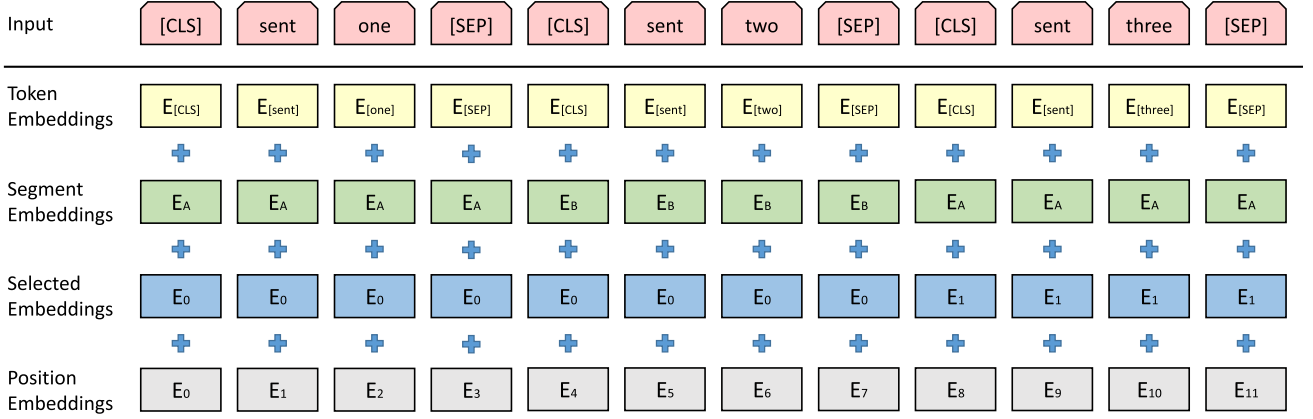 Input [CLS] sent one [SEP] [CLS] sent two [SEP] [CLS] sent three [SEP]
Token Embeddings E[CLS] E[sent] E[one] E[SEP] E[CLS] E[sent] E[two] E[SEP] E[CLS] E[sent] E[three] E[SEP]
Segment Embeddings EA EA EA EA EB EB EB EB EA EA EA EA
Selected Embeddings E0 E0 E0 E0 E0 E0 E0 E0 E1 E1 E1 E1
Position Embeddings E0 E1 E2 E3 E4 E5 E6 E7 E8 E9 E10 E11